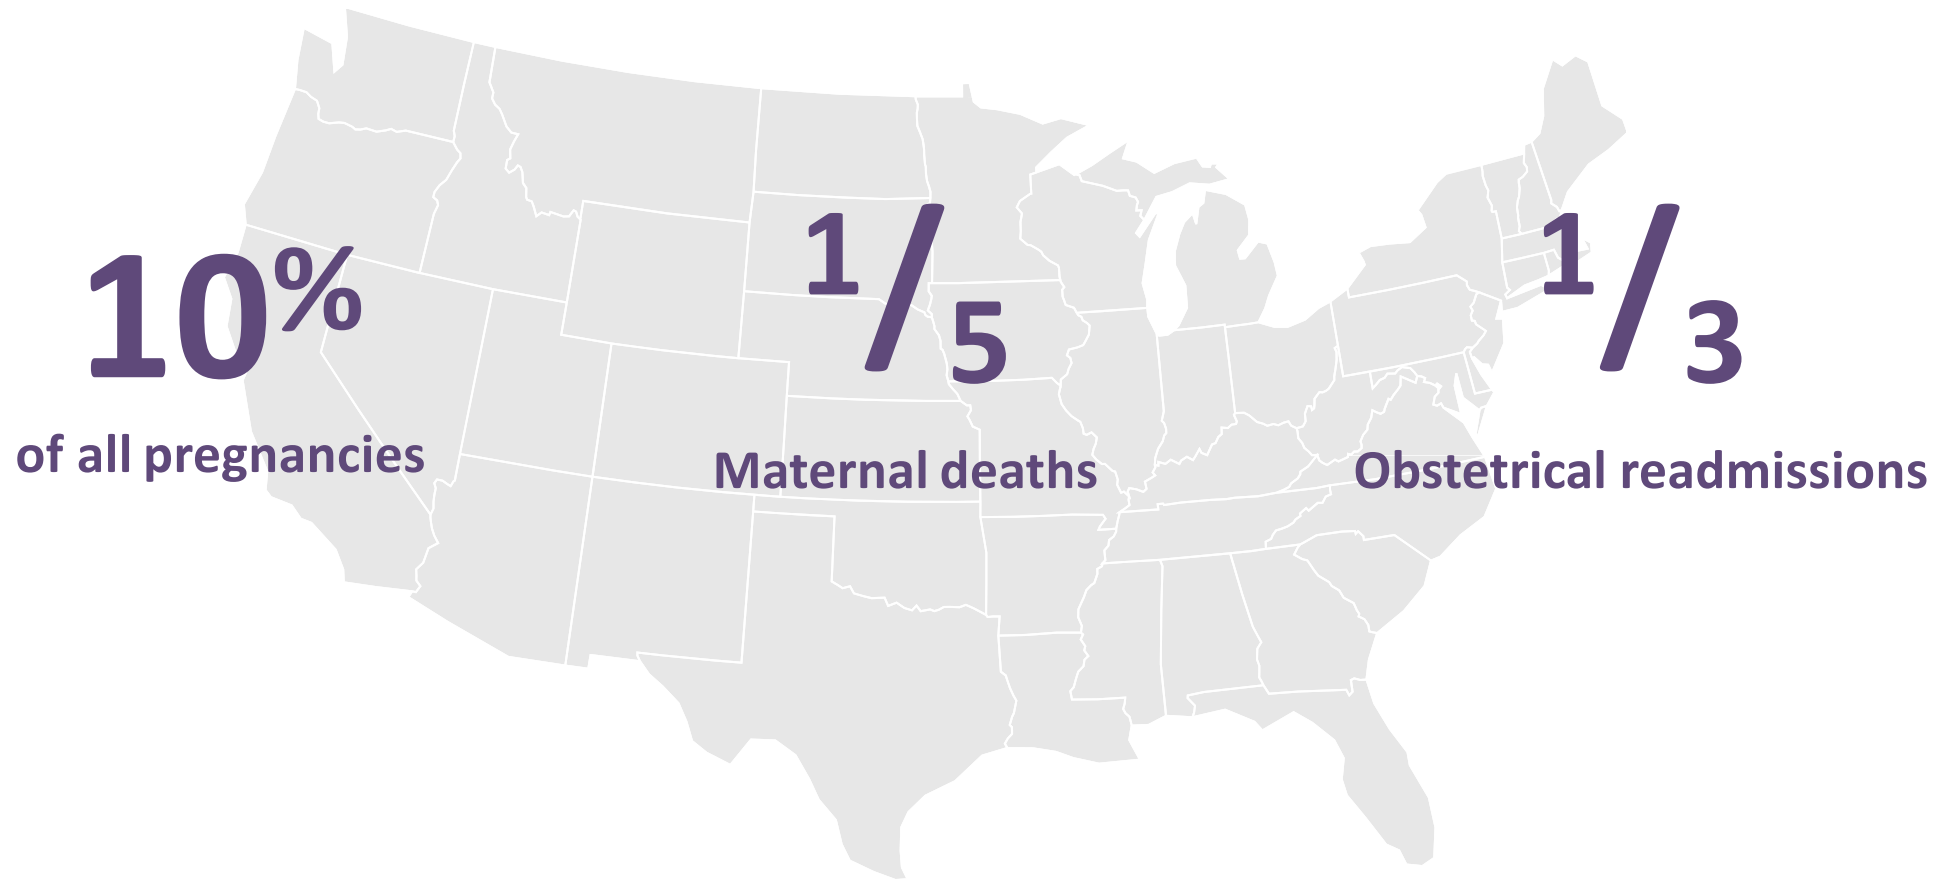 10%
of all pregnancies
1/5
Maternal deaths
1/3
Obstetrical readmissions